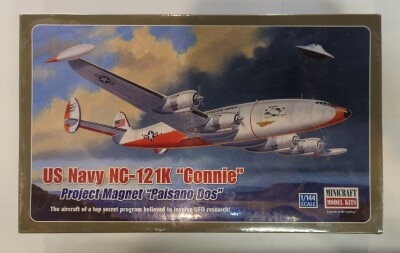 US Navy NC-121K "Connie"
Project Magnet "Paisano Dos"
The aircraft of a top secret program believed to involve UFO research!
1/144
SCALE
MINICRAFT
MODEL KITS